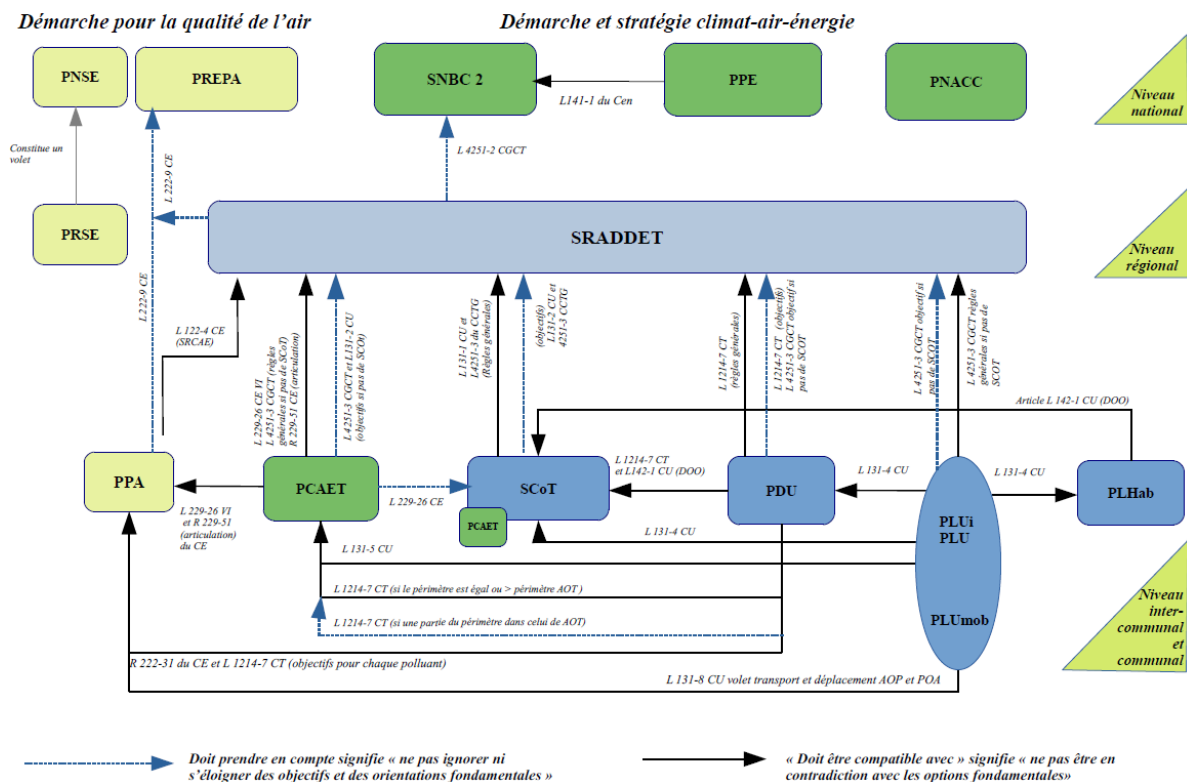 Démarche pour la qualité de l'air
Démarche et stratégie climat-air-énergie
PNSE
PREPA
SNBC 2
PPE
PNACC
L141-1 du Cen
Niveau
national
Constitue un
volet
L 222-9 CE
L 4251-2 CGCT
PRSE
SRADDET
Niveau
régional
L 222-9 CE
L 122-4 CE
(SRCAE)
L 229-26 CE VI
L 4251-3 CGCT (règles
générales si pas de SCoT)
R 229-51 CE (articulation)
L 4251-3 CGCT et L131-2 CU
(objectifs si pas de SCOt)
L 131-1 CU et
L4251-3 du CCTG
(Règles générales)
(objectifs)
L 131-2 CU et
4251-3 CCTG
L 1214-7 CT
(règles générales)
L 1214-7 CT (objectifs)
L 4251-3 CGCT objectif si
pas de SCOT
L 4251-3 CGCT objectif si
pas de SCOT
L 4251-3 CGCT règles
générales si pas de
SCOT
Article L 142-1 CU (DOO)
PPA
PCAET
L 229-26 CE
SCoT
PCAET
L 1214-7 CT
et L142-1 CU (DOO)
PDU
L 131-4 CU
L 131-4 CU
PLHab
L 229-26 VI
et R 229-51
(articulation)
du CE
PLUi
PLU
L 131-4 CU
L 131-5 CU
L 1214-7 CT (si le périmètre est égal ou > périmètre AOT )
L 1214-7 CT (si une partie du périmètre dans celui de AOT)
PLUmob
Niveau
inter-
communal
et
communal
R 222-31 du CE et L 1214-7 CT (objectifs pour chaque polluant)
L 131-8 CU volet transport et déplacement AOP et POA
Doit prendre en compte signifie « ne pas ignorer ni
s'éloigner des objectifs et des orientations fondamentales »
« Doit être compatible avec » signifie « ne pas être en
contradiction avec les options fondamentales»